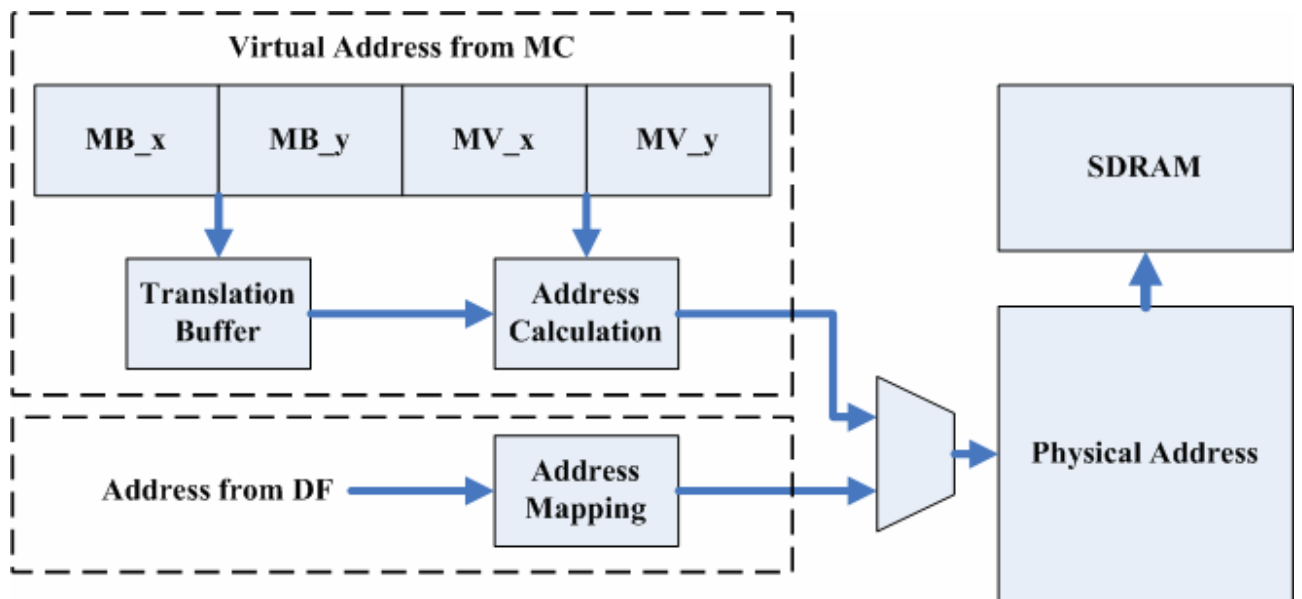 Virtual Address from MC
MB_x
MB_y
MV_x
MV_y
SDRAM
Translation
Buffer
Address
Calculation
Physical Address
Address from DF
Address
Mapping